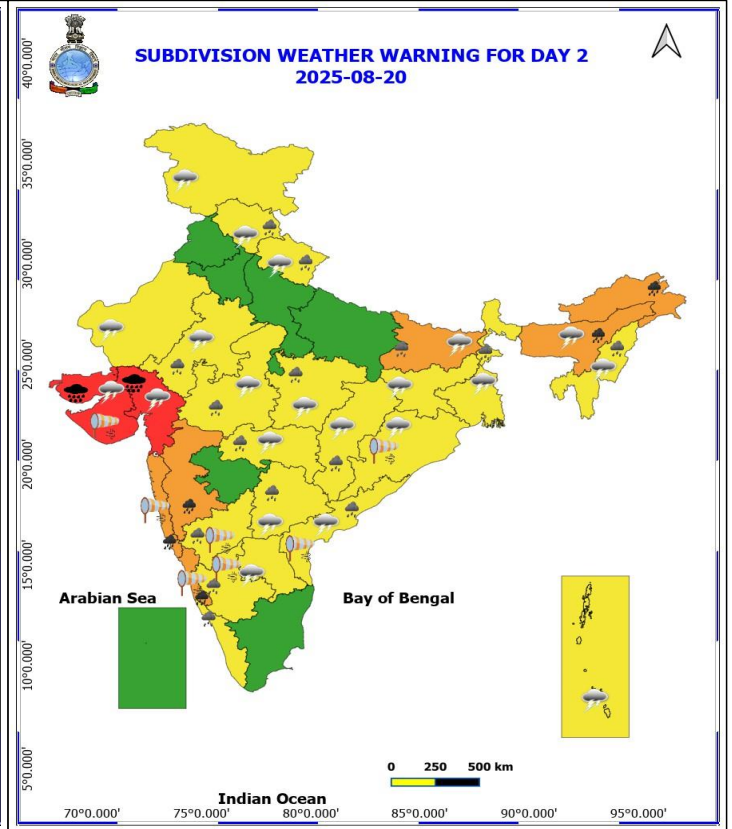 SUBDIVISION WEATHER WARNING FOR DAY 2
2025-08-20
40°0.000'
35°0.000'
30°0.000'
25°0.000'
20°0.000'
15°0.000'
10°0.000'
5°0.000'
Arabian Sea
Bay of Bengal
0 250 500 km
Indian Ocean
70°0.000' 75°0.000' 80°0.000' 85°0.000' 90°0.000' 95°0.000'